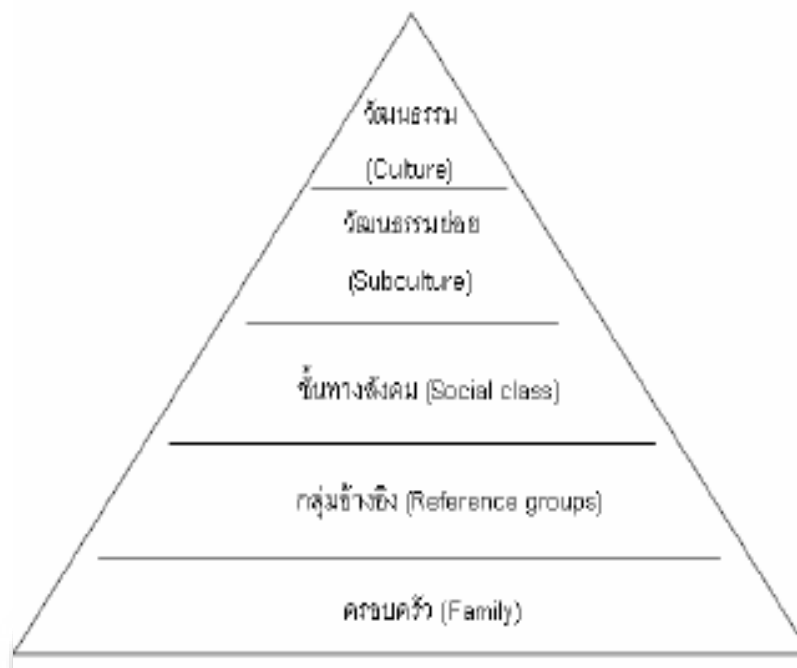 วัฒนธรรม
(Culture)
วัฒนธรรมย่อย
(Subculture)
ชั้นทางสังคม (Social class)
กลุ่มอ้างอิง (Reference groups)
ครอบครัว (Family)